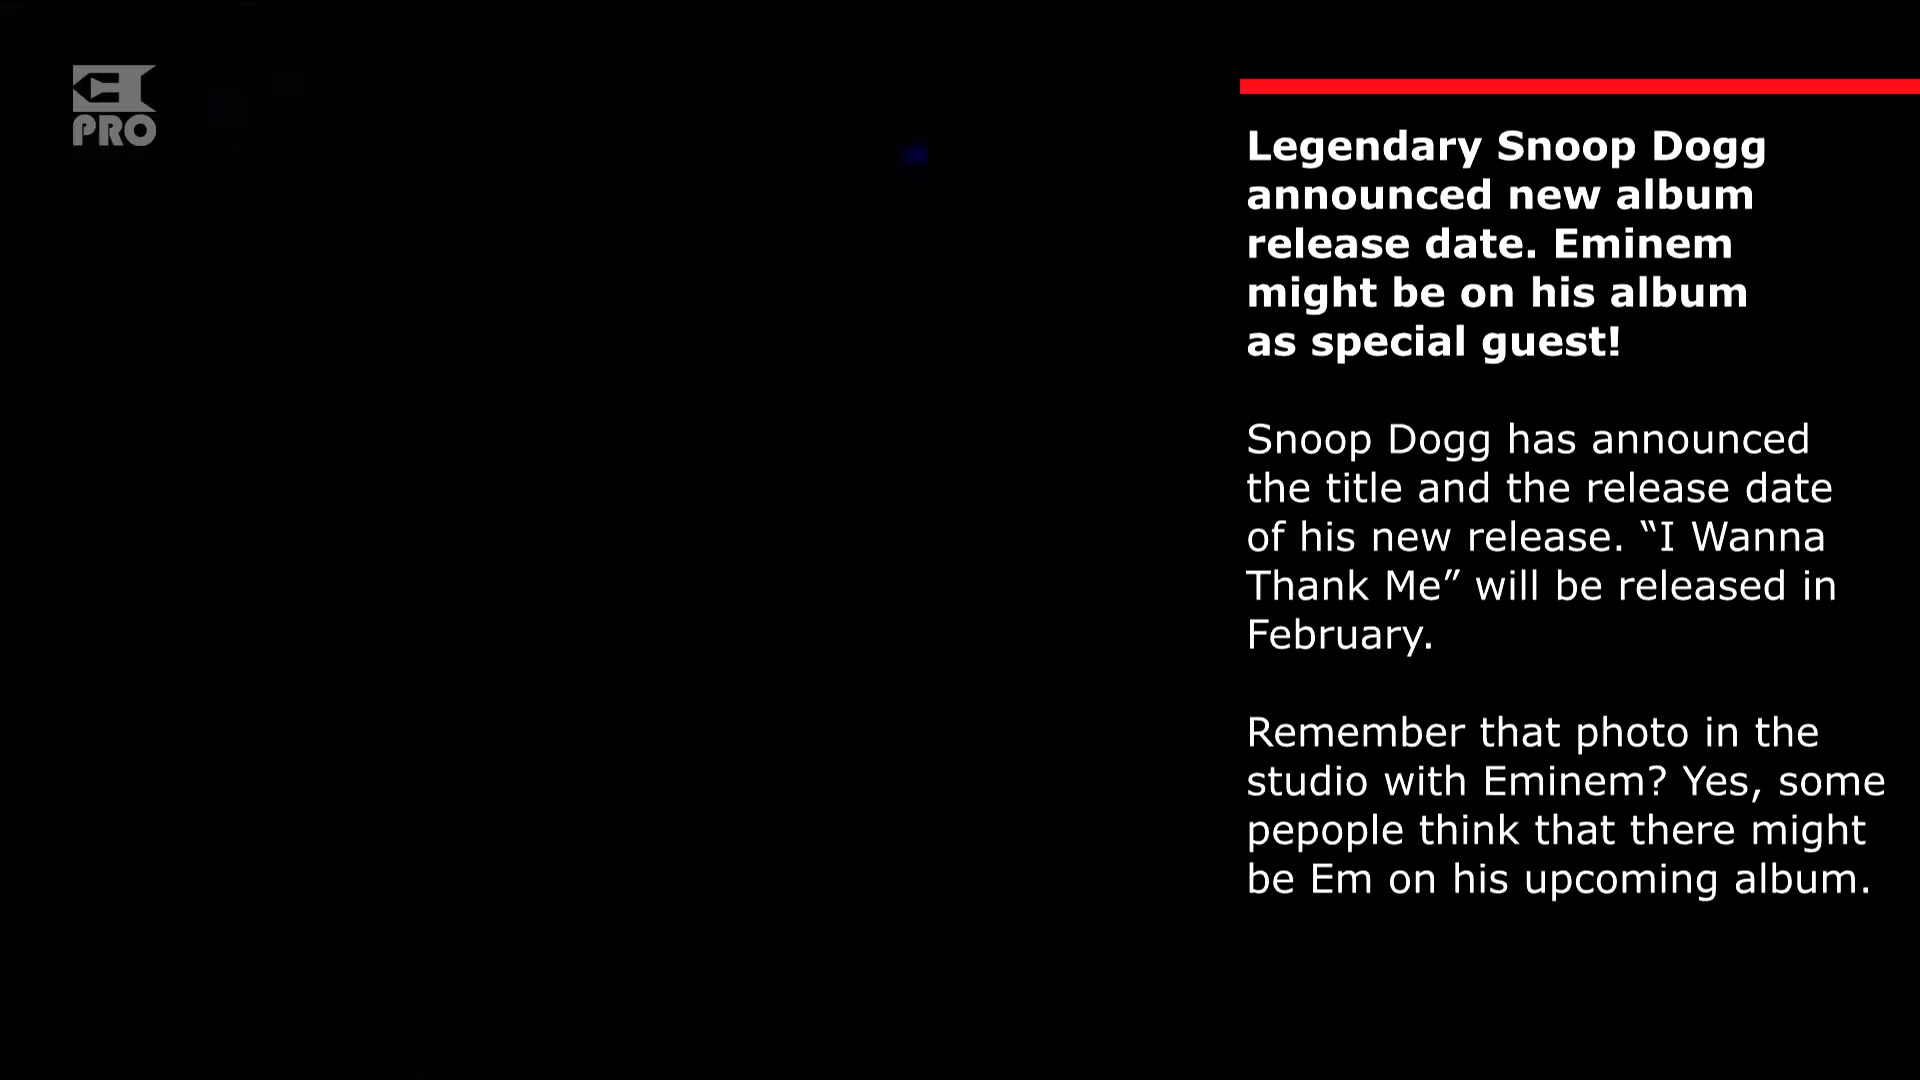 PRO
Legendary Snoop Dogg
announced new album
release date. Eminem
might be on his album
as special guest!
Snoop Dogg has announced
the title and the release date
of his new release. “I Wanna
Thank Me” will be released in
February.
Remember that photo in the
studio with Eminem? Yes, some
pepople think that there might
be Em on his upcoming album.